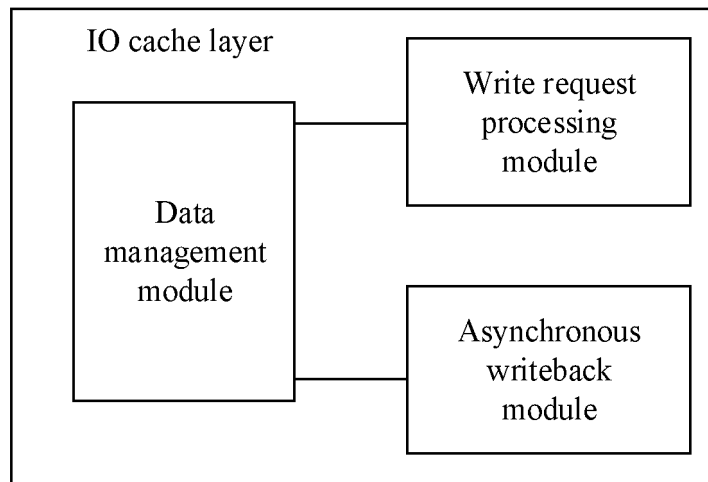 IO cache layer
Write request
processing
module
Data
management
module
Asynchronous
writeback
module